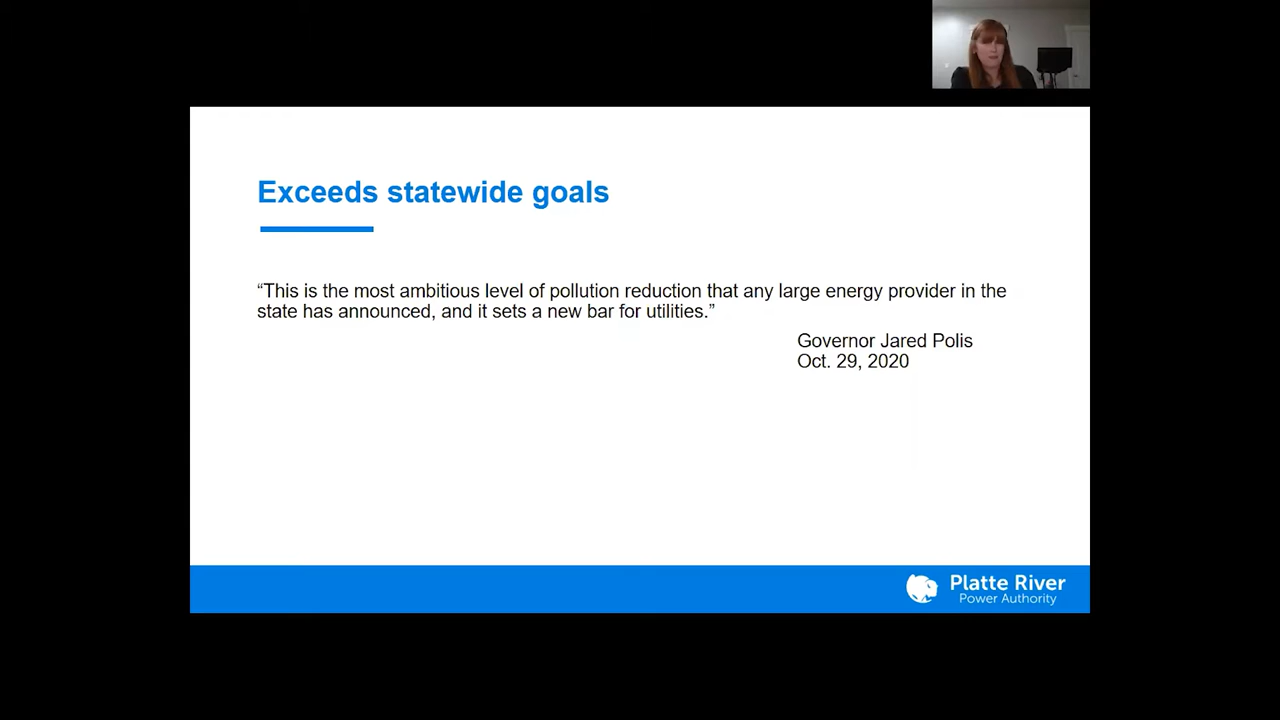 Exceeds statewide goals
“This is the most ambitious level of pollution reduction that any large energy provider in the
state has announced, and it sets a new bar for utilities.”
Governor Jared Polis
Oct. 29, 2020
Platte River
Power Authority